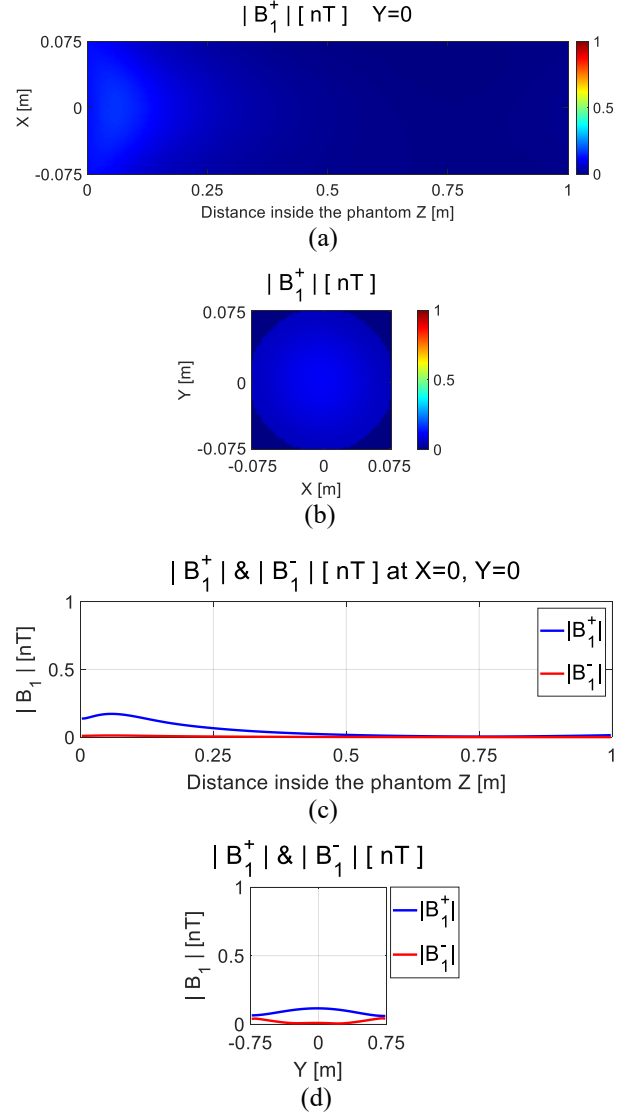 | B₁⁺ | [ nT ] Y=0
0.075
0
-0.075
X [m]
1
0.5
0
0 0.25 0.5 0.75 1
Distance inside the phantom Z [m]
(a)
| B₁⁺ | [ nT ]
0.075
0
-0.075
Y [m]
1
0.5
0
-0.075 0 0.075
X [m]
(b)
| B₁⁺ | & | B₁⁻ | [ nT ] at X=0, Y=0
1
0.5
0
| B₁ | [nT]
|B₁⁺|
|B₁⁻|
0 0.25 0.5 0.75 1
Distance inside the phantom Z [m]
(c)
| B₁⁺ | & | B₁⁻ | [ nT ]
1
0.5
0
| B₁ | [nT]
|B₁⁺|
|B₁⁻|
-0.75 0 0.75
Y [m]
(d)